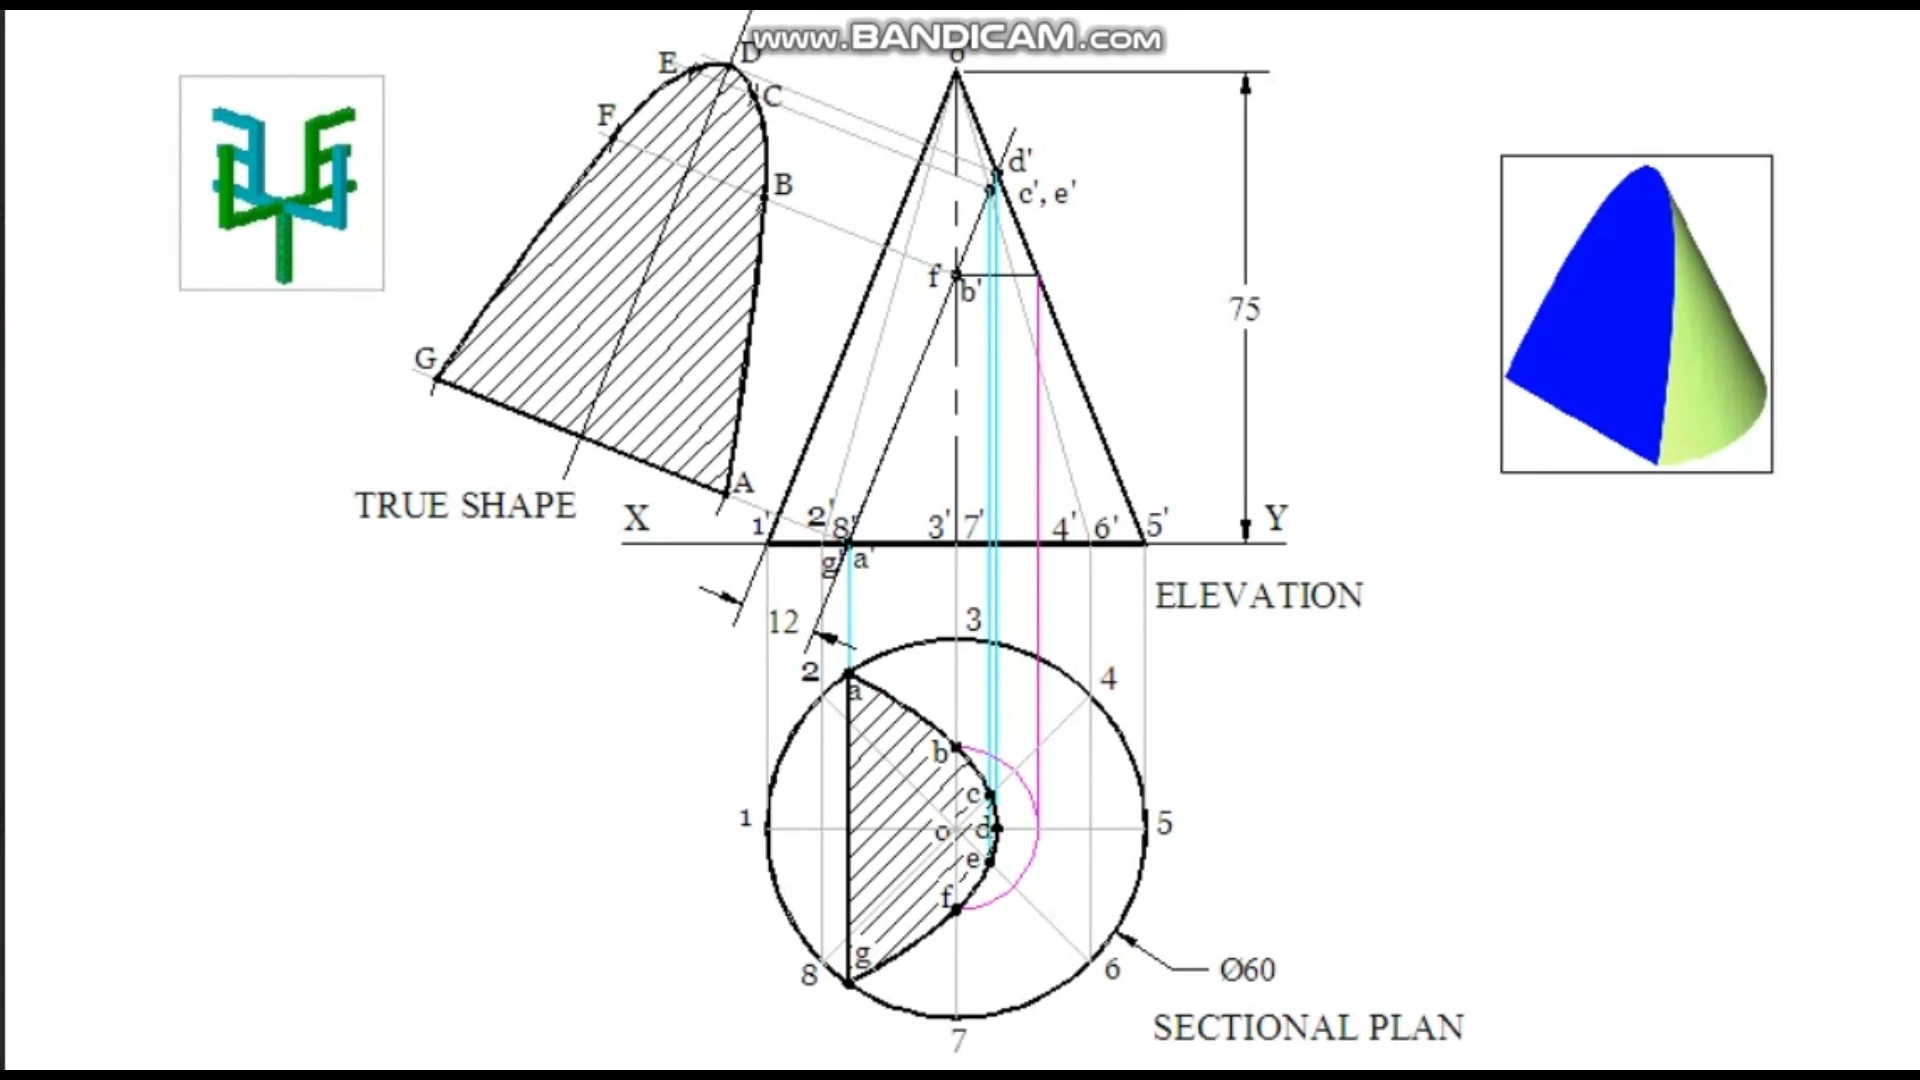 www.BANDICAM.com
o'
E
D
C
F
d'
B
c', e'
f'
b'
75
G
A
TRUE SHAPE
X
1'
2'
8'
3'
7'
4'
6'
5'
Y
g'
a'
ELEVATION
12
3
2
a
4
b
c
1
o
d
5
e
f
g
8
6
Ø60
7
SECTIONAL PLAN